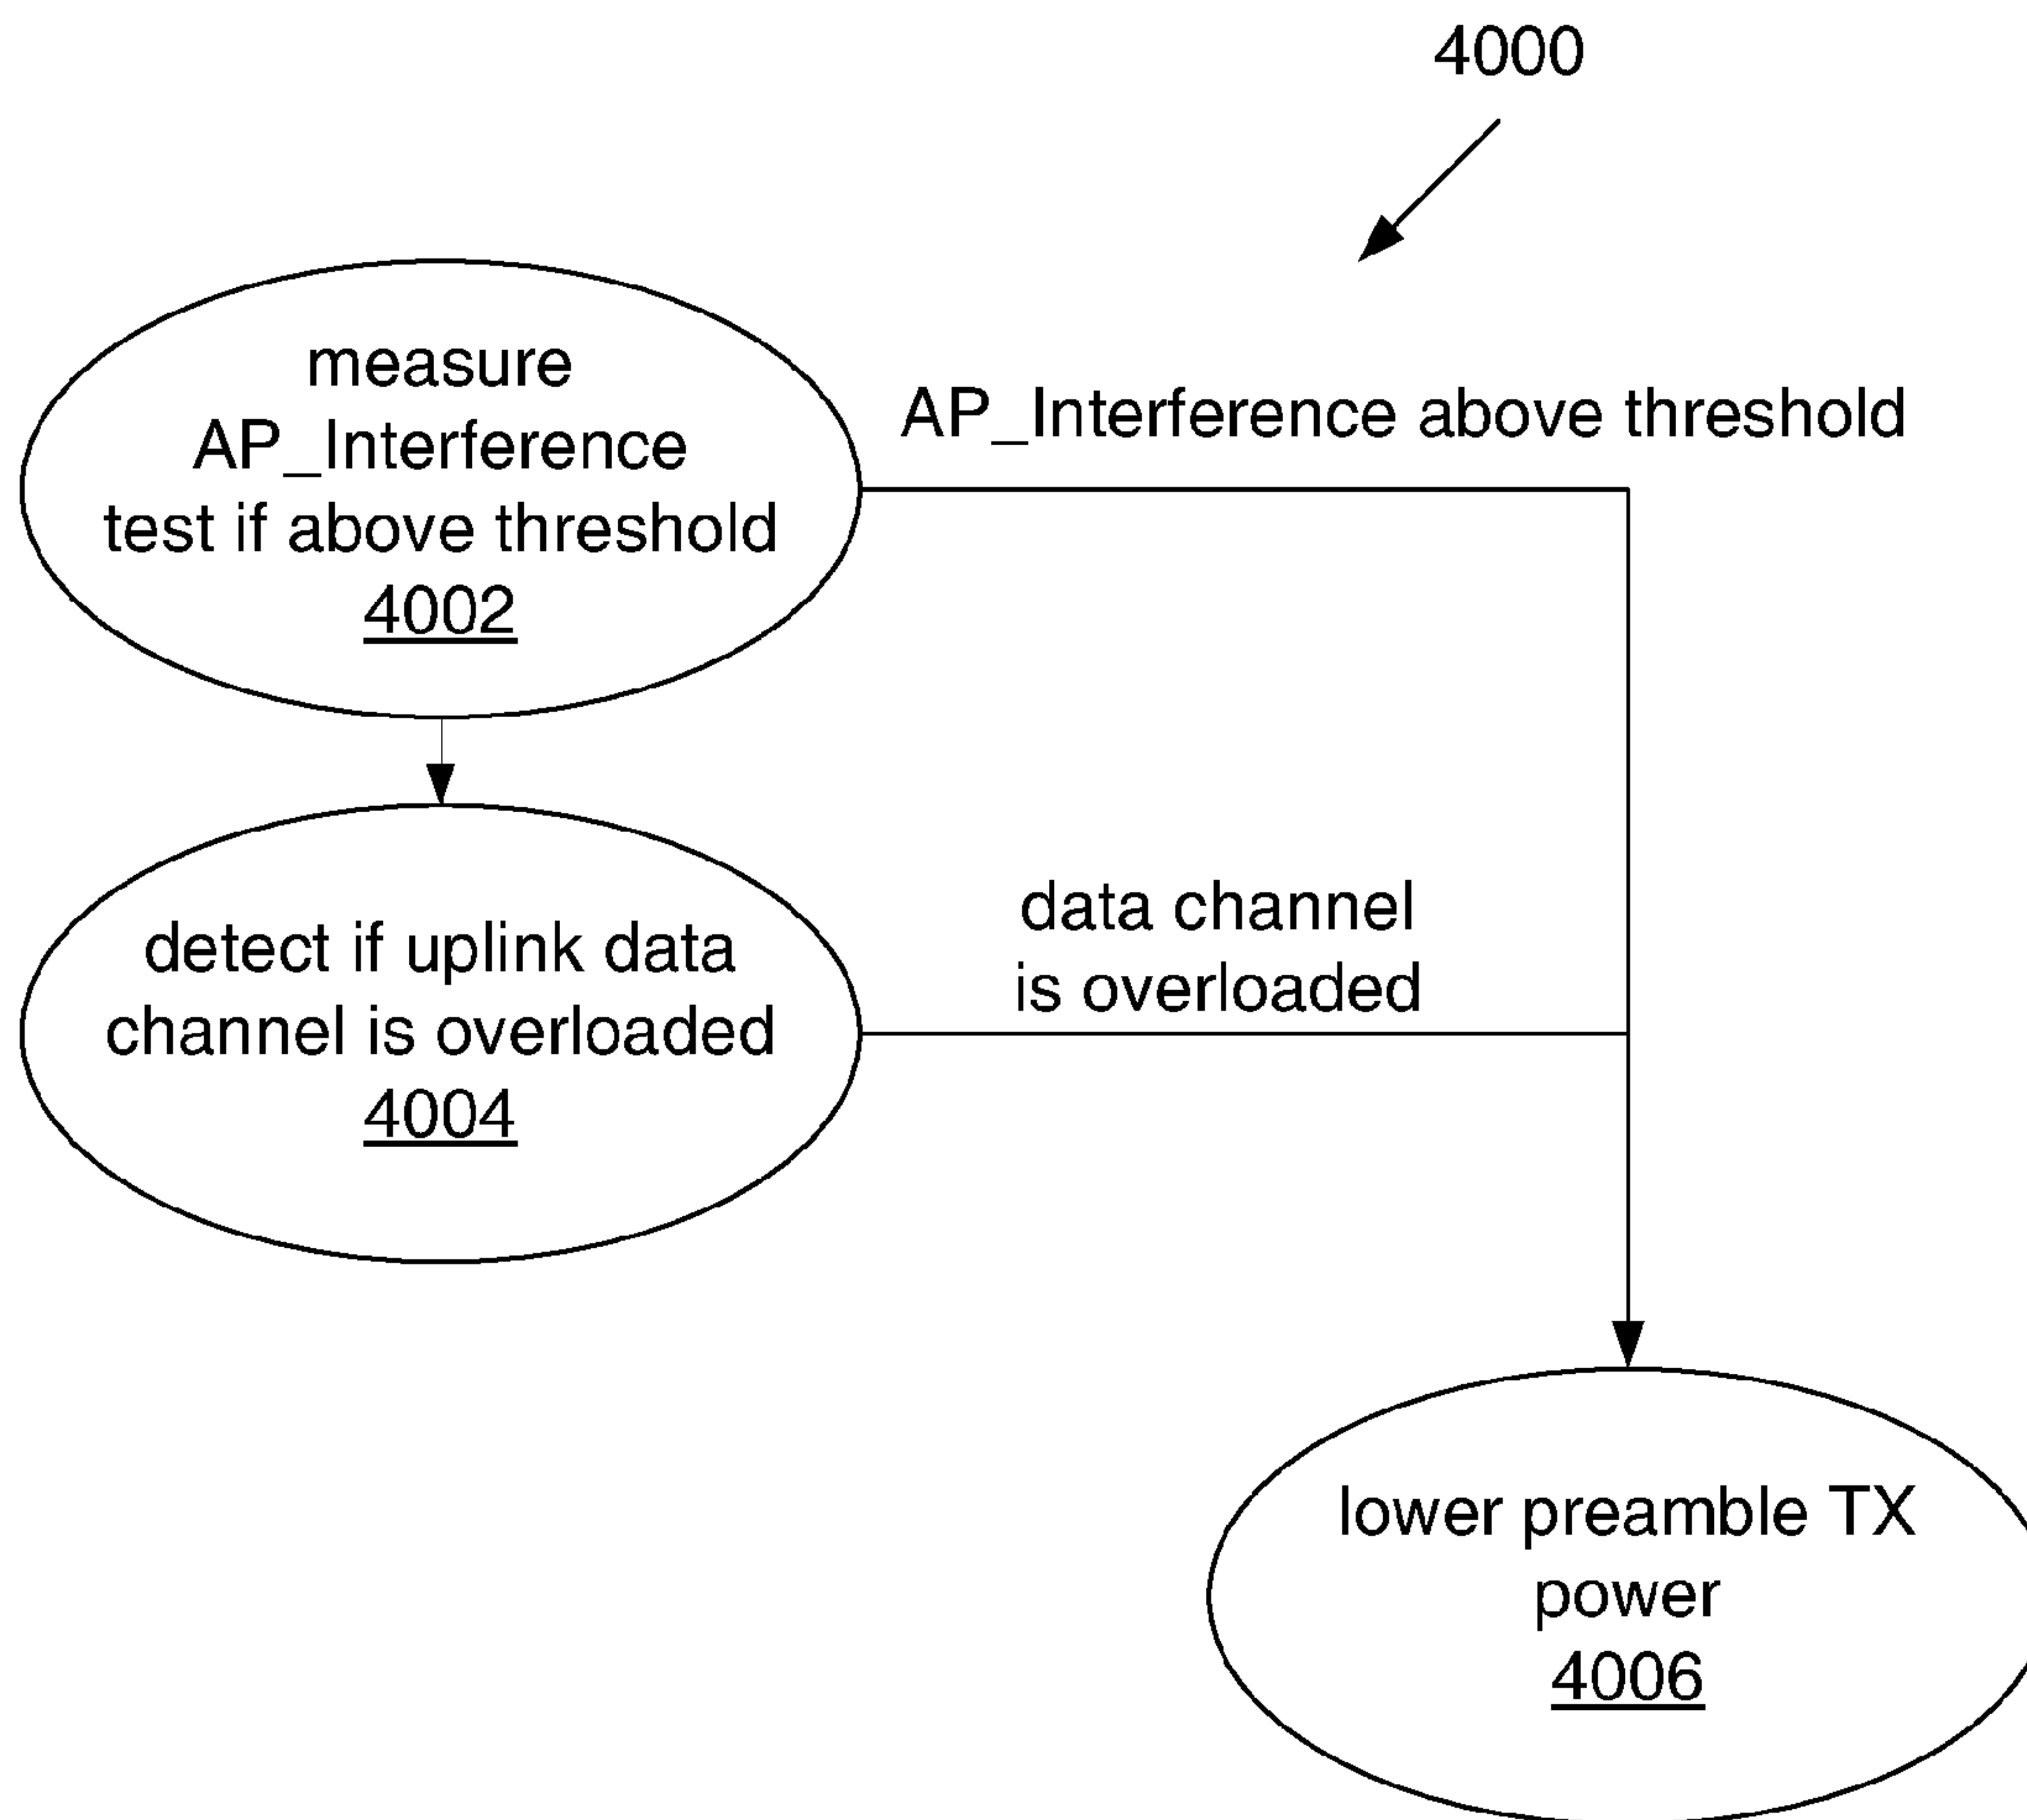 4000
measure
AP_Interference
test if above threshold
4002
AP_Interference above threshold
detect if uplink data
channel is overloaded
4004
data channel
is overloaded
lower preamble TX
power
4006